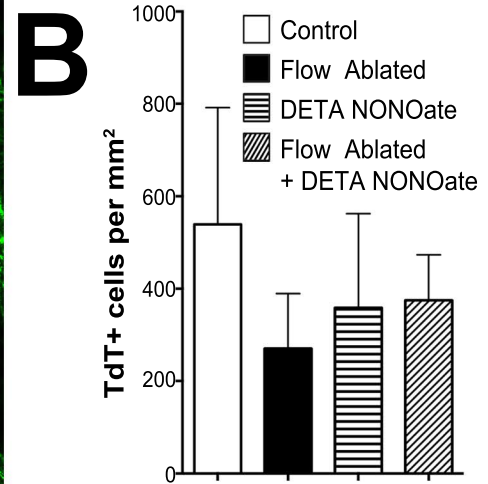 B
1000
800
600
400
200
0
TdT+ cells per mm²
Control
Flow Ablated
DETA NONOate
Flow Ablated
+ DETA NONOate